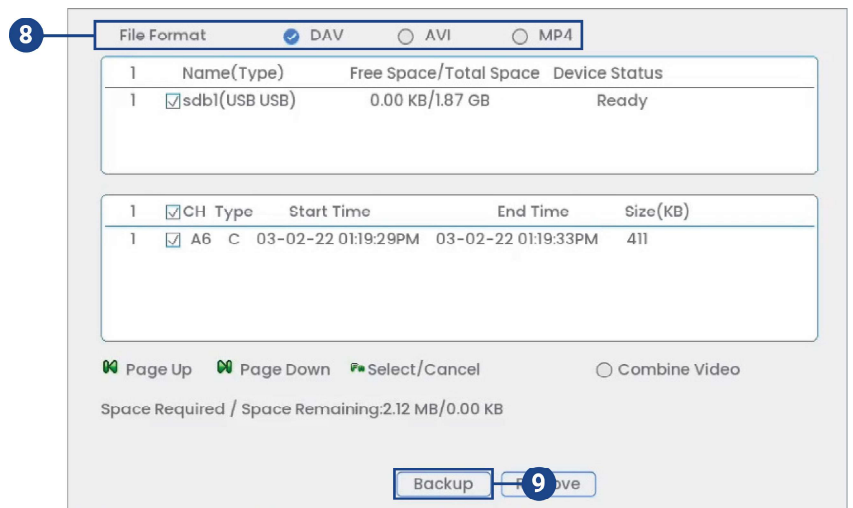 8 File Format DAV AVI MP4
1 Name(Type) Free Space/Total Space Device Status
1 sdb1(USB USB) 0.00 KB/1.87 GB Ready
1 CH Type Start Time End Time Size(KB)
1 A6 C 03-02-22 01:19:29PM 03-02-22 01:19:33PM 411
Page Up Page Down Fn Select/Cancel Combine Video
Space Required / Space Remaining:2.12 MB/0.00 KB
Backup 9